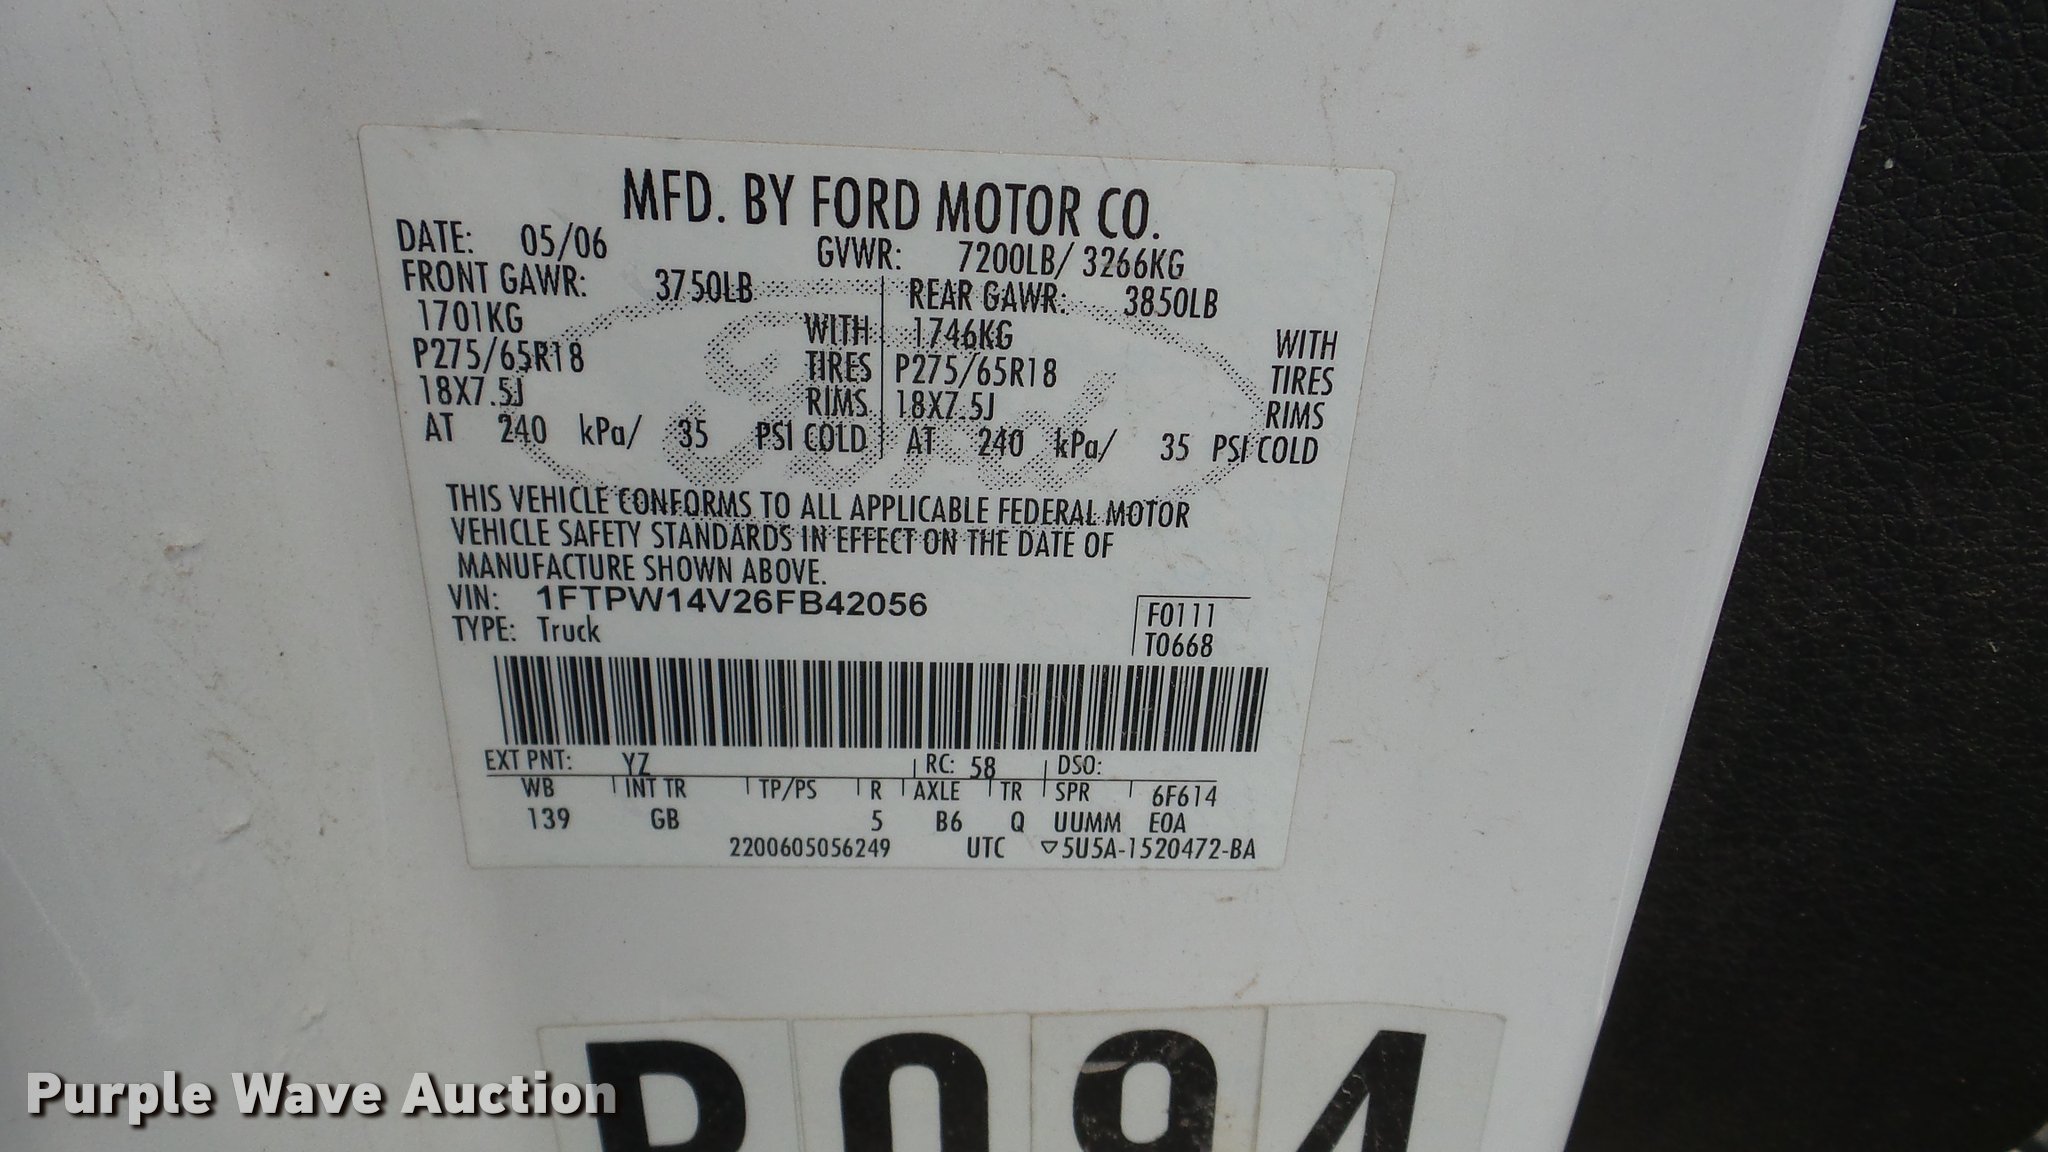 MFD. BY FORD MOTOR CO.
DATE: 05/06 GVWR: 7200LB/ 3266KG
FRONT GAWR: 3750LB REAR GAWR: 3850LB
1701KG WITH 1746KG WITH
P275/65R18 TIRES P275/65R18 TIRES
18X7.5J RIMS 18X7.5J RIMS
AT 240 kPa/ 35 PSI COLD AT 240 kPa/ 35 PSI COLD
Ford
THIS VEHICLE CONFORMS TO ALL APPLICABLE FEDERAL MOTOR
VEHICLE SAFETY STANDARDS IN EFFECT ON THE DATE OF
MANUFACTURE SHOWN ABOVE.
VIN: 1FTPW14V26FB42056 F0111
TYPE: Truck T0668
EXT PNT: YZ RC: 58 DSO:
WB INT TR TP/PS R AXLE TR SPR 6F614
139 GB 5 B6 Q UUMM E0A
2200605056249 UTC ▽5U5A-1520472-BA
Purple Wave Auction